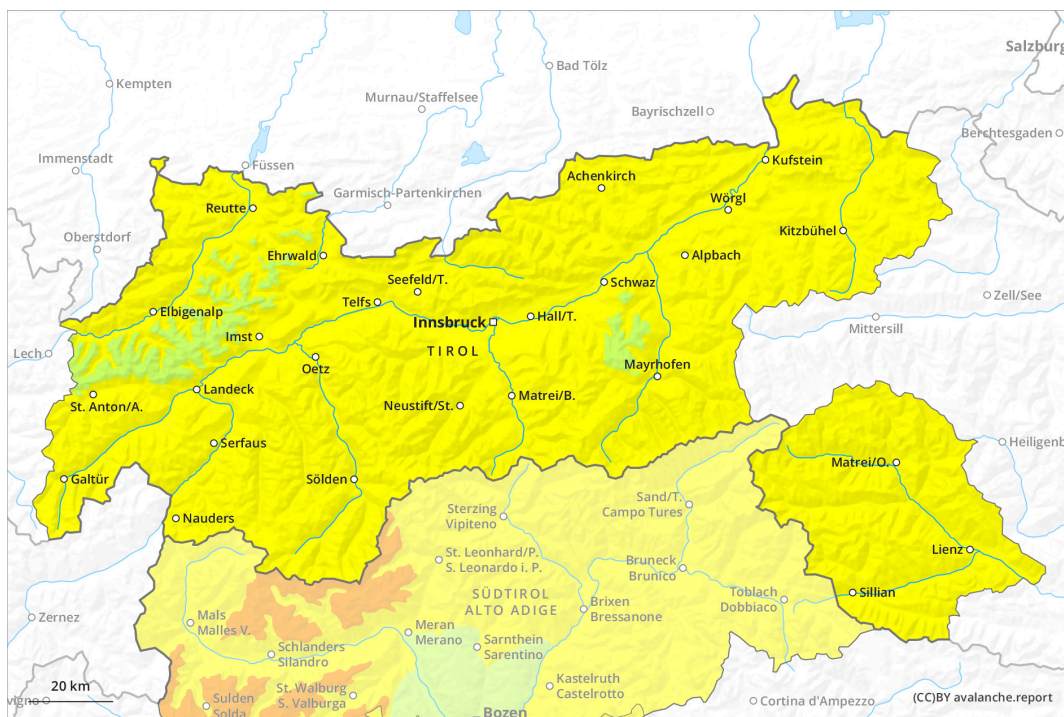 Salzburg
Kempten
Bad Tölz
Murnau/Staffelsee
Bayrischzell
Berchtesgaden
Immenstadt
Füssen
Kufstein
Achenkirch
Garmisch-Partenkirchen
Wörgl
Reutte
Kitzbühel
Oberstdorf
Ehrwald
Alpbach
Seefeld/T.
Schwaz
Zell/See
Telfs
Elbigenalp
Innsbruck
Hall/T.
Mittersill
Imst
TIROL
Lech
Oetz
Mayrhofen
Landeck
Matrei/B.
St. Anton/A.
Neustift/St.
Serfaus
Heiligenb
Matrei/O.
Galtür
Sölden
Sand/T.
Campo Tures
Sterzing
Vipiteno
Nauders
Lienz
St. Leonhard/P.
S. Leonardo i. P.
Bruneck
Brunico
SÜDTIROL
ALTO ADIGE
Sillian
Toblach
Dobbiaco
Zernez
Mals
Malles V.
Brixen
Bressanone
Meran
Merano
Sarnthein
Sarentino
Schlanders
Silandro
Kastelruth
Castelrotto
20 km
St. Walburg
S. Valburga
vigno
Sulden
Solda
Cortina d'Ampezzo
(CC)BY avalanche.report
Bozen